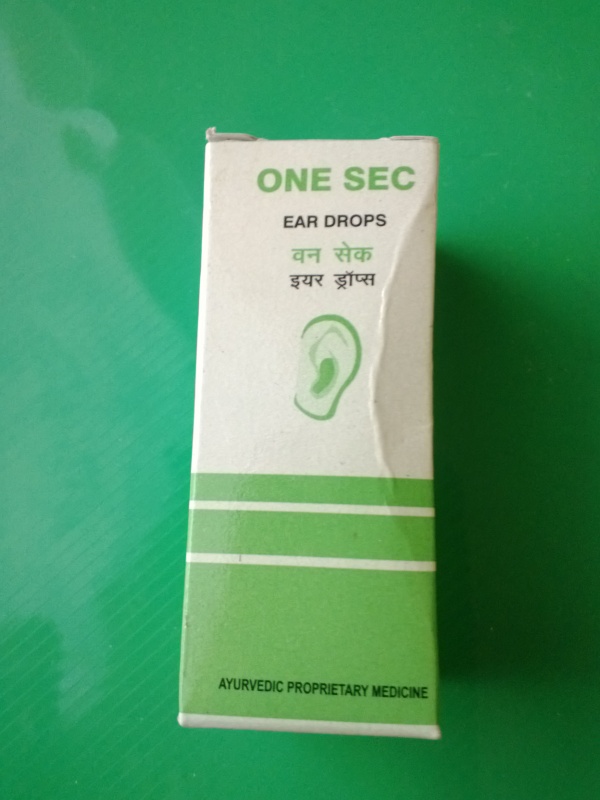 ONE SEC
EAR DROPS
वन सेक
इयर ड्रॉप्स
AYURVEDIC PROPRIETARY MEDICINE